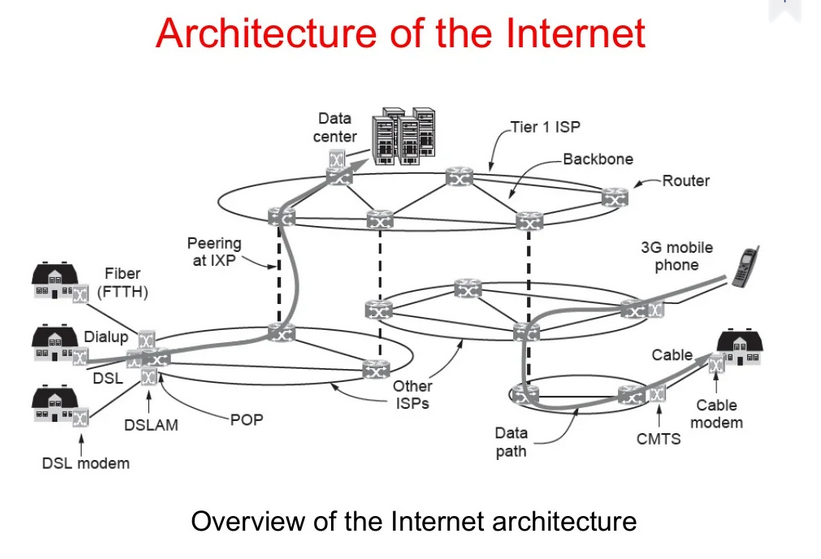 Architecture of the Internet
Data
center
Tier 1 ISP
Backbone
Router
Peering
at IXP
3G mobile
phone
Fiber
(FTTH)
Dialup
DSL
Cable
Other
ISPs
POP
DSLAM
DSL modem
Data
path
CMTS
Cable
modem
Overview of the Internet architecture